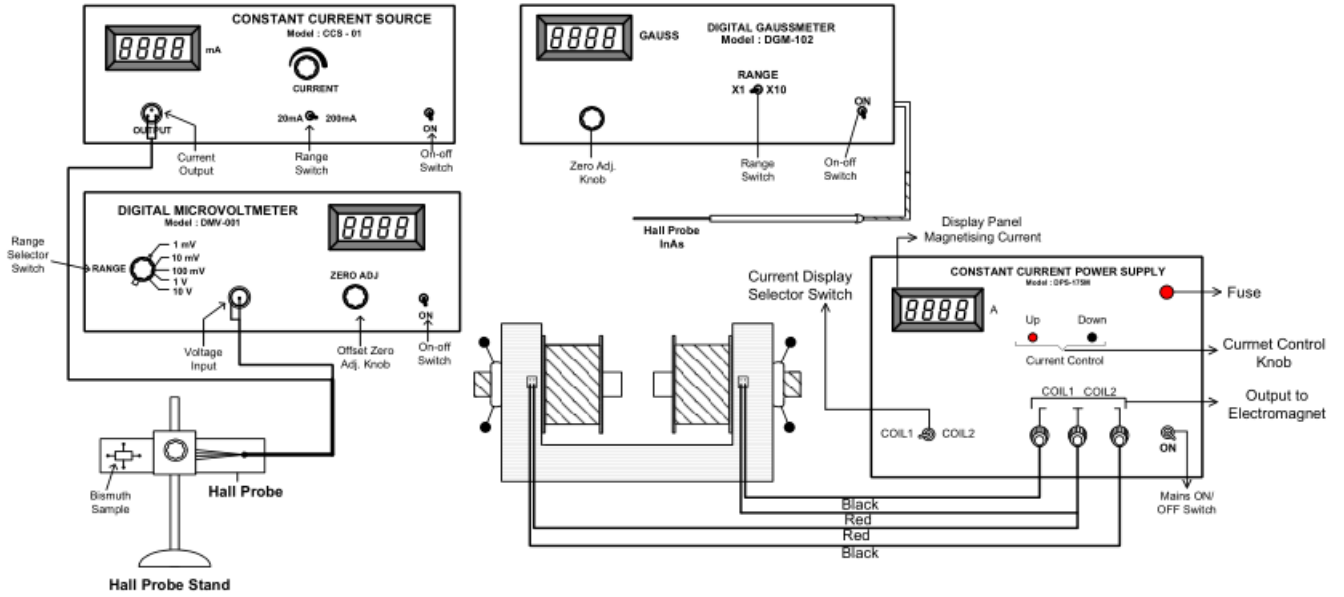 CONSTANT CURRENT SOURCE
Model : CCS - 01
mA
CURRENT
OUTPUT
20mA 200mA
ON
Current
Output
Range
Switch
On-off
Switch
DIGITAL GAUSSMETER
Model : DGM-102
GAUSS
RANGE
X1 X10
ON
Zero Adj.
Knob
Range
Switch
On-off
Switch
Hall Probe
InAs
DIGITAL MICROVOLTMETER
Model : DMV-001
Range
Selector
Switch
RANGE
1 mV
10 mV
100 mV
1 V
10 V
ZERO ADJ
ON
Voltage
Input
Offset Zero
Adj. Knob
On-off
Switch
Bismuth
Sample
Hall Probe
Hall Probe Stand
Display Panel
Magnetising Current
Current Display
Selector Switch
CONSTANT CURRENT POWER SUPPLY
Model : DPS-175M
A
Up Down
Current Control
COIL1 COIL2
COIL1 COIL2
ON
Fuse
Currnet Control
Knob
Output to
Electromagnet
Mains ON/
OFF Switch
Black
Red
Red
Black